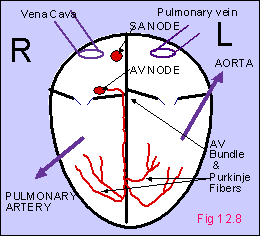 Vena Cava
Pulmonary vein
SA NODE
R
L
AV NODE
AORTA
AV
Bundle
&
Purkinje
Fibers
PULMONARY
ARTERY
Fig 12.8